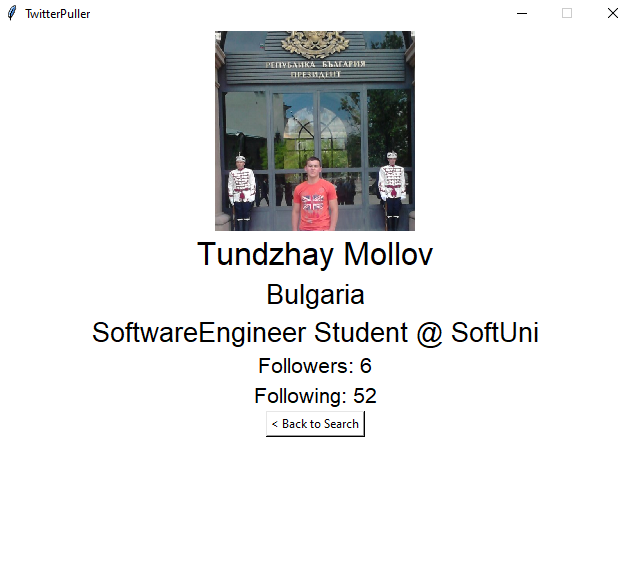 TwitterPuller
РЕПУБЛИКА БЪЛГАРИЯ
ПРЕЗИДЕНТ
Tundzhay Mollov
Bulgaria
SoftwareEngineer Student @ SoftUni
Followers: 6
Following: 52
< Back to Search